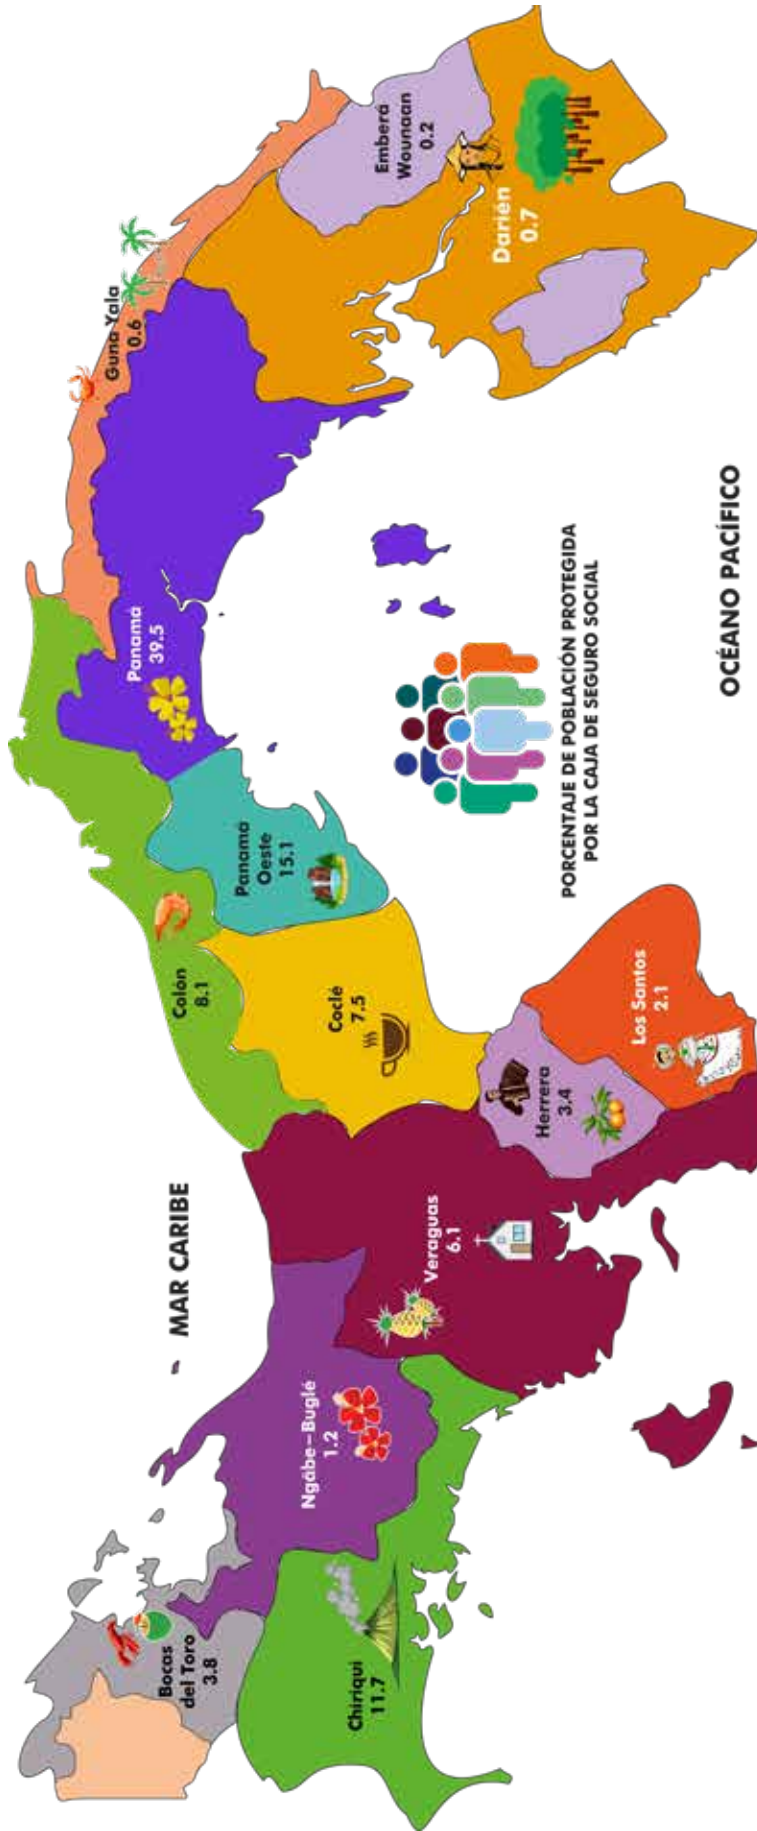 MAR CARIBE
Bocas
del Toro
3.8
Chiriquí
11.7
Ngäbe–Buglé
1.2
Veraguas
6.1
Herrera
3.4
Los Santos
2.1
Coclé
7.5
Colón
8.1
Panamá
Oeste
15.1
Panamá
39.5
Guna Yala
0.6
Emberá
Wounaan
0.2
Darién
0.7
PORCENTAJE DE POBLACIÓN PROTEGIDA
POR LA CAJA DE SEGURO SOCIAL
OCÉANO PACÍFICO